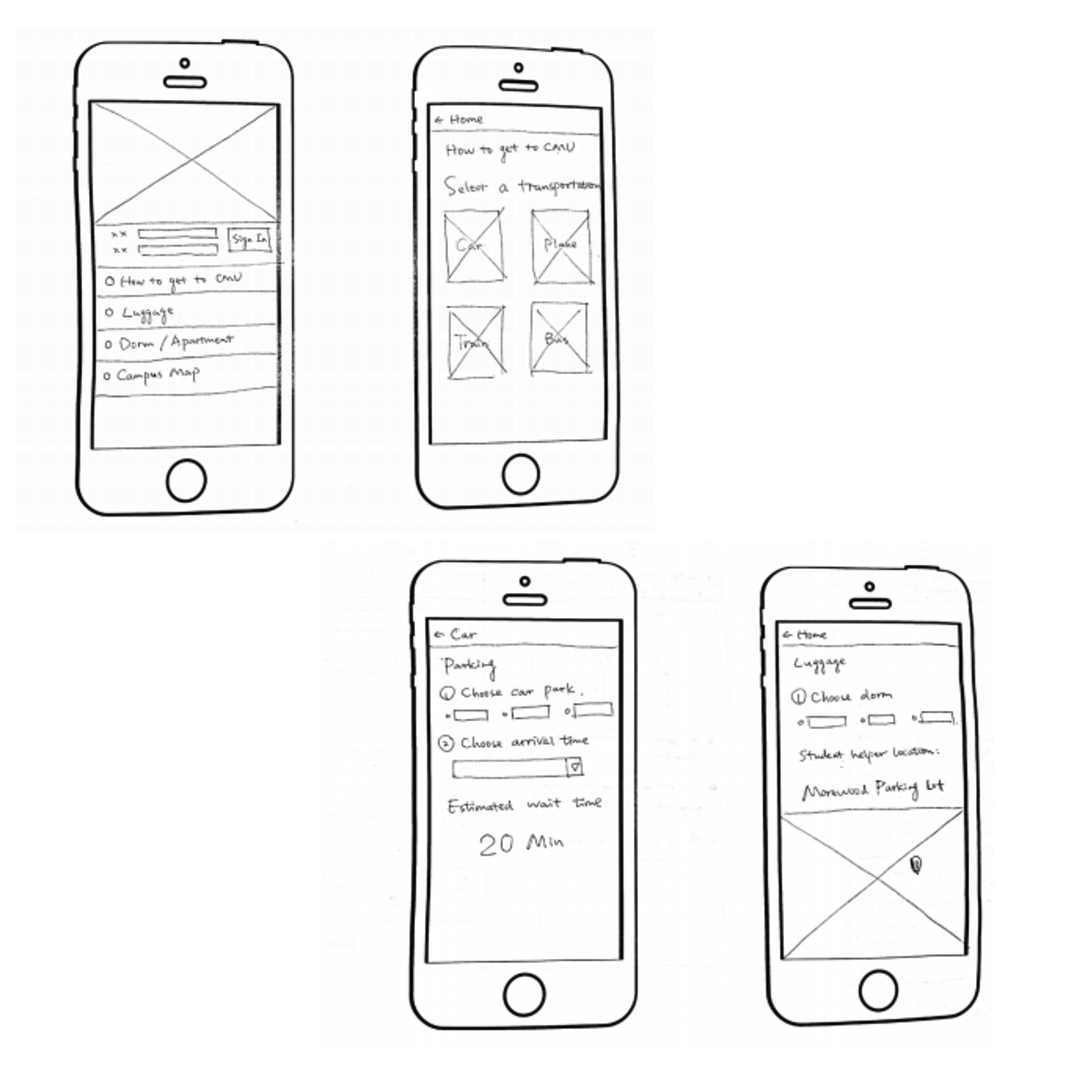 xx
xx
Sign In
How to get to CMU
Luggage
Dorm / Apartment
Campus Map
← Home
How to get to CMU
Seletor a transportation
Car
Plane
Train
Bus
← Car
Parking
① Choose car park.
② Choose arrival time
Estimated wait time
20 Min
← Home
Luggage
① Choose dorm
Student helper location:
Morewood Parking Lot